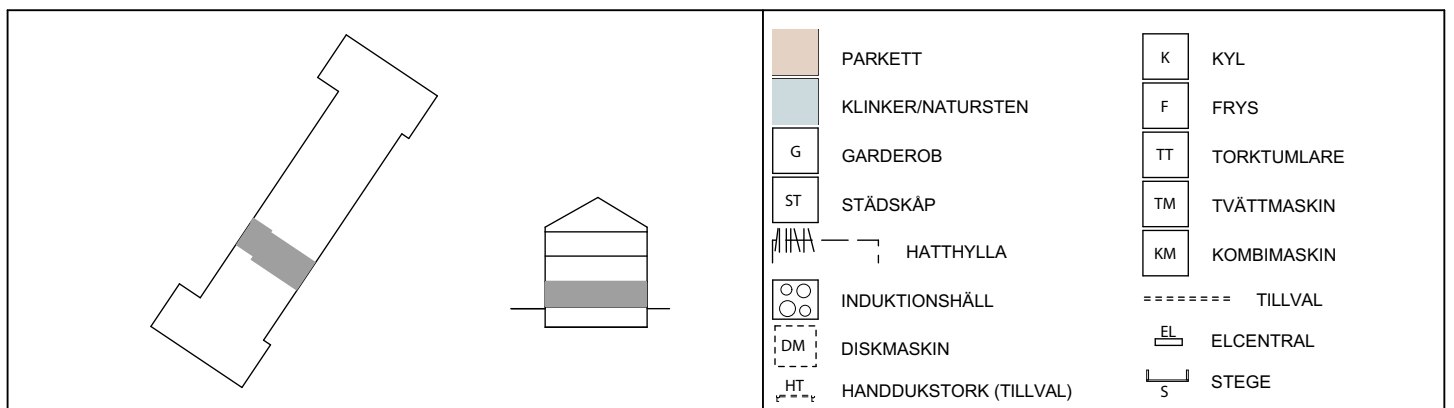 PARKETT
KLINKER/NATURSTEN
G GARDEROB
ST STÄDSKÅP
HATTHYLLA
INDUKTIONSHÄLL
DM DISKMASKIN
HT HANDDUKSTORK (TILLVAL)
K KYL
F FRYS
TT TORKTUMLARE
TM TVÄTTMASKIN
KM KOMBIMASKIN
TILLVAL
EL ELCENTRAL
S STEGE